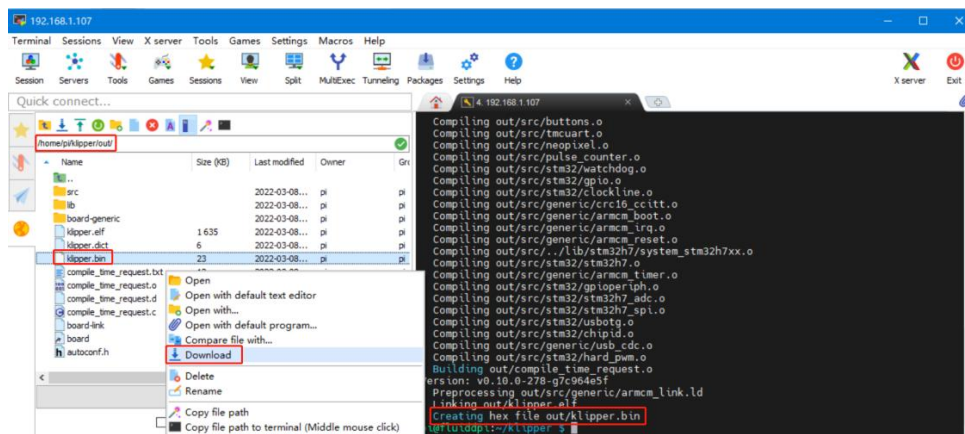 192.168.1.107
Terminal Sessions View X server Tools Games Settings Macros Help
Session Servers Tools Games Sessions View Split MultiExec Tunneling Packages Settings Help X server Exit
Quick connect...
4. 192.168.1.107
/home/pi/klipper/out/
Name Size (KB) Last modified Owner Gr
..
src 2022-03-08... pi pi
lib 2022-03-08... pi pi
board-generic 2022-03-08... pi pi
klipper.elf 1 635 2022-03-08... pi pi
klipper.dict 6 2022-03-08... pi pi
klipper.bin 23 2022-03-08... pi pi
compile_time_request.txt
compile_time_request.o
compile_time_request.d
compile_time_request.c
board-link
board
autoconf.h
Open
Open with default text editor
Open with...
Open with default program...
Compare file with...
Download
Delete
Rename
Copy file path
Copy file path to terminal (Middle mouse click)
Compiling out/src/buttons.o
Compiling out/src/tmcuart.o
Compiling out/src/neopixel.o
Compiling out/src/pulse_counter.o
Compiling out/src/stm32/watchdog.o
Compiling out/src/stm32/gpio.o
Compiling out/src/stm32/clockline.o
Compiling out/src/generic/crc16_ccitt.o
Compiling out/src/generic/armcm_boot.o
Compiling out/src/generic/armcm_irq.o
Compiling out/src/generic/armcm_reset.o
Compiling out/src/../lib/stm32h7/system_stm32h7xx.o
Compiling out/src/stm32/stm32h7.o
Compiling out/src/generic/armcm_timer.o
Compiling out/src/stm32/gpioperiph.o
Compiling out/src/stm32/stm32h7_adc.o
Compiling out/src/stm32/stm32h7_spi.o
Compiling out/src/stm32/usbotg.o
Compiling out/src/stm32/chipid.o
Compiling out/src/generic/usb_cdc.o
Compiling out/src/stm32/hard_pwm.o
Building out/compile_time_request.o
ersion: v0.10.0-278-g7c964e5f
Preprocessing out/src/generic/armcm_link.ld
Linking out/klipper.elf
Creating hex file out/klipper.bin
i@fluiddpi:~/klipper $